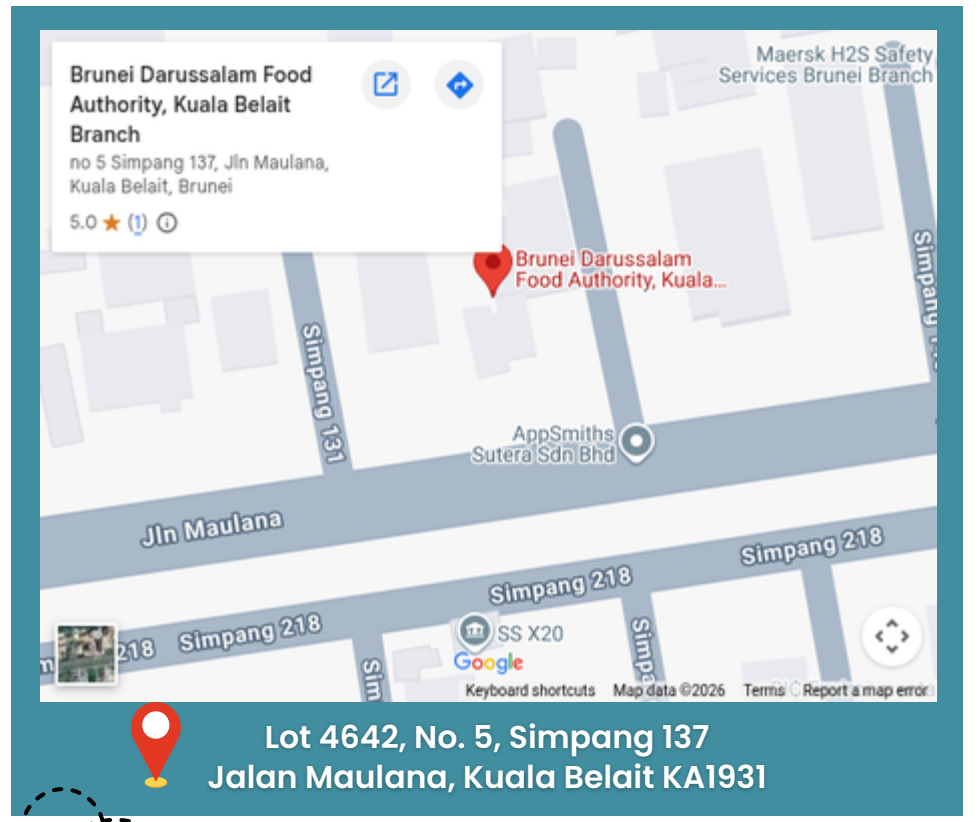 Brunei Darussalam Food
Authority, Kuala Belait
Branch
no 5 Simpang 137, Jln Maulana,
Kuala Belait, Brunei
5.0 ★ (1)
Maersk H2S Safety
Services Brunei Branch
Brunei Darussalam
Food Authority, Kuala...
Simpang
Simpang 131
AppSmiths
Sutera Sdn Bhd
Jln Maulana
Simpang 218
Simpang 218
Simpang 218
218
SS X20
Google
Keyboard shortcuts Map data ©2026 Terms Report a map error
Lot 4642, No. 5, Simpang 137
Jalan Maulana, Kuala Belait KA1931